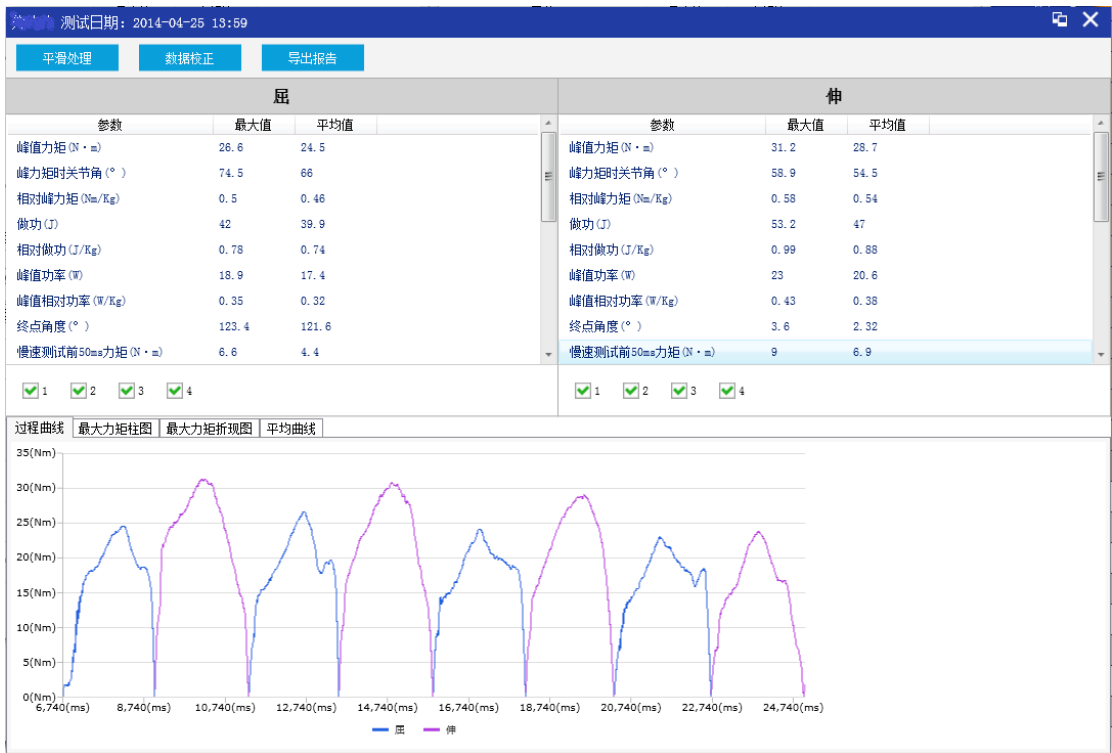 测试日期: 2014-04-25 13:59
平滑处理 数据校正 导出报告
屈 伸
参数 最大值 平均值 参数 最大值 平均值
峰值力矩(N·m) 26.6 24.5 峰值力矩(N·m) 31.2 28.7
峰力矩时关节角(° ) 74.5 66 峰力矩时关节角(° ) 58.9 54.5
相对峰力矩(Nm/Kg) 0.5 0.46 相对峰力矩(Nm/Kg) 0.58 0.54
做功(J) 42 39.9 做功(J) 53.2 47
相对做功(J/Kg) 0.78 0.74 相对做功(J/Kg) 0.99 0.88
峰值功率(W) 18.9 17.4 峰值功率(W) 23 20.6
峰值相对功率(W/Kg) 0.35 0.32 峰值相对功率(W/Kg) 0.43 0.38
终点角度(° ) 123.4 121.6 终点角度(° ) 3.6 2.32
慢速测试前50ms力矩(N·m) 6.6 4.4 慢速测试前50ms力矩(N·m) 9 6.9
1 2 3 4 1 2 3 4
过程曲线 最大力矩柱图 最大力矩折现图 平均曲线
35(Nm)
30(Nm)
25(Nm)
20(Nm)
15(Nm)
10(Nm)
5(Nm)
0(Nm)
6,740(ms) 8,740(ms) 10,740(ms) 12,740(ms) 14,740(ms) 16,740(ms) 18,740(ms) 20,740(ms) 22,740(ms) 24,740(ms)
屈 伸